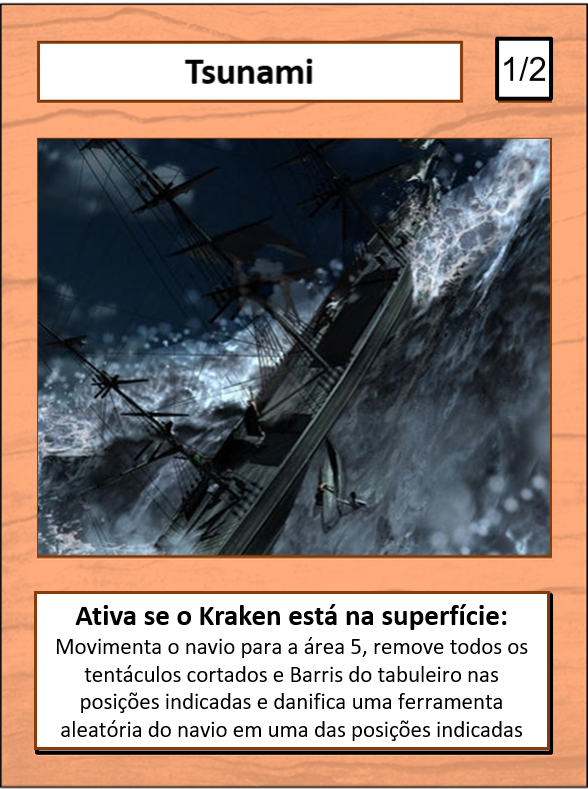 Tsunami
1/2
Ativa se o Kraken está na superfície:
Movimenta o navio para a área 5, remove todos os
tentáculos cortados e Barris do tabuleiro nas
posições indicadas e danifica uma ferramenta
aleatória do navio em uma das posições indicadas